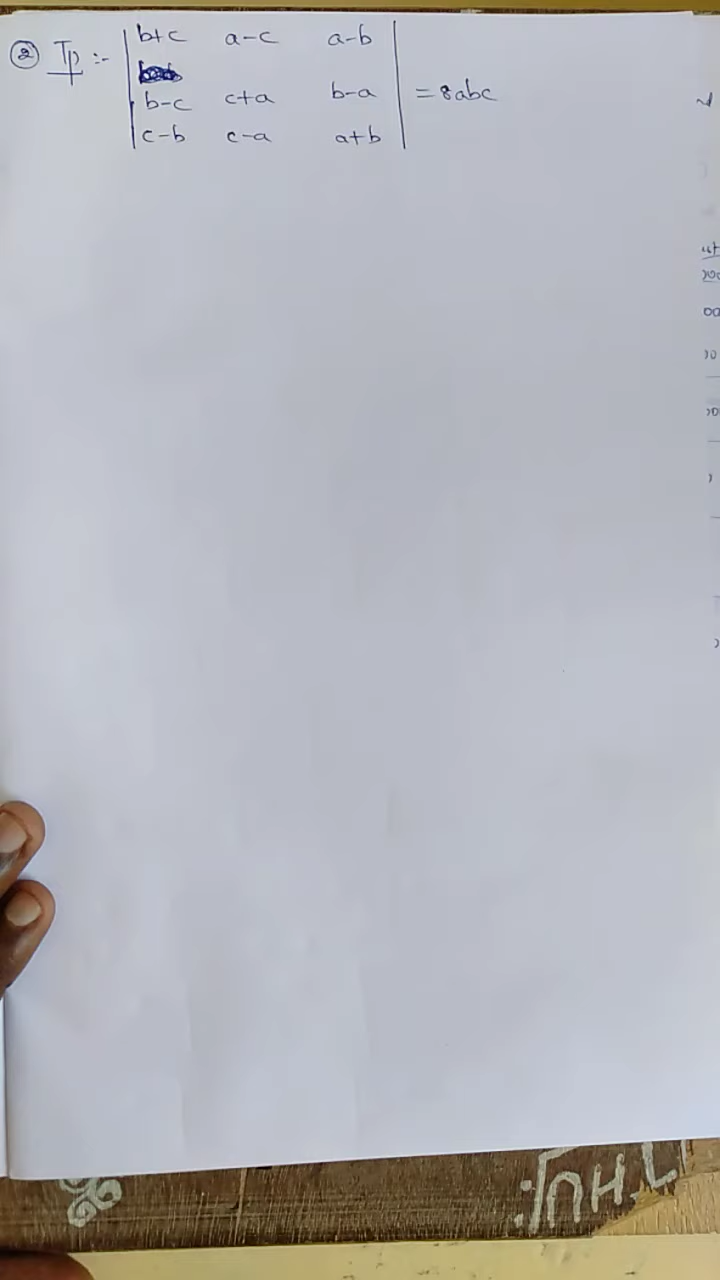 ② Tp :- | b+c a-c a-b |
| b-c c+a b-a | = 8abc
| c-b c-a a+b |